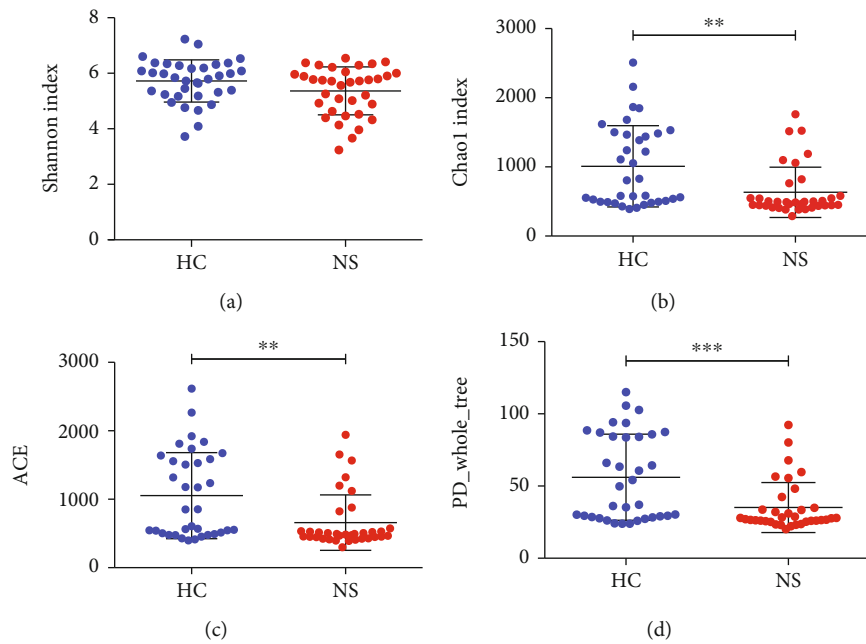 8
6
4
2
0
Shannon index
HC
NS
(a)
3000
2000
1000
0
Chao1 index
**
HC
NS
(b)
3000
2000
1000
0
ACE
**
HC
NS
(c)
150
100
50
0
PD_whole_tree
***
HC
NS
(d)